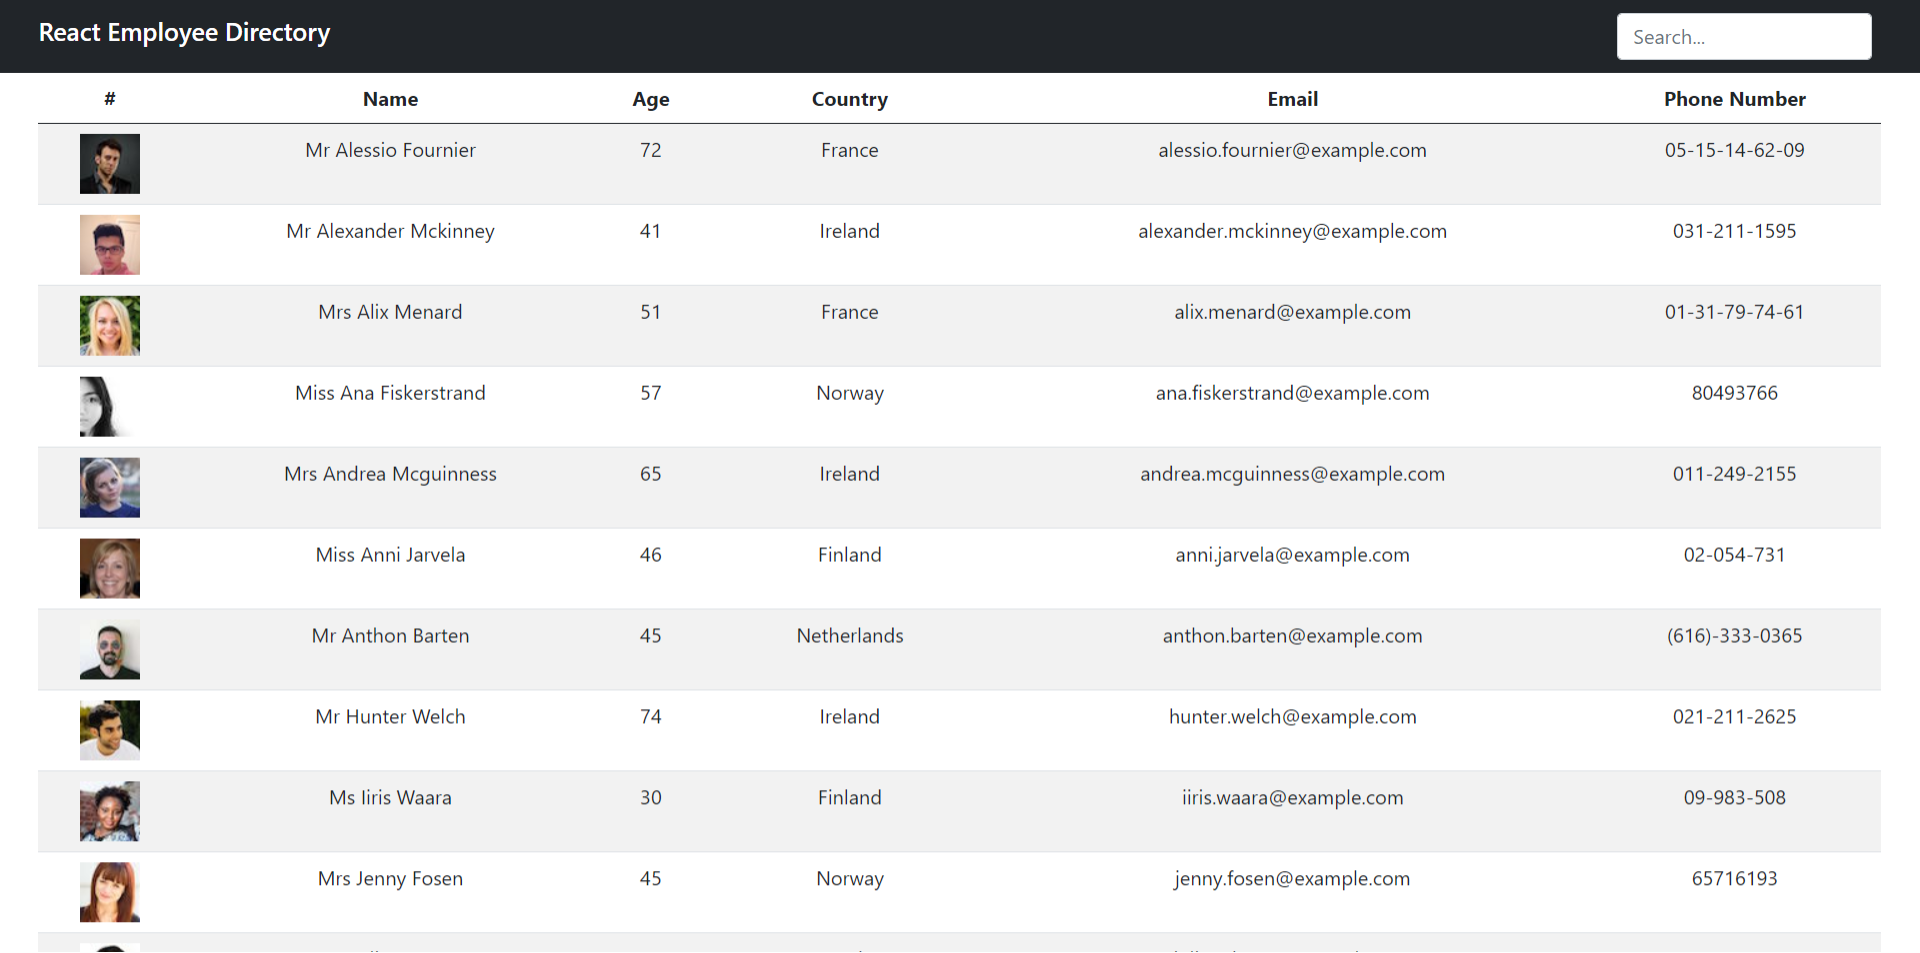 React Employee Directory Search...
# Name Age Country Email Phone Number
Mr Alessio Fournier 72 France alessio.fournier@example.com 05-15-14-62-09
Mr Alexander Mckinney 41 Ireland alexander.mckinney@example.com 031-211-1595
Mrs Alix Menard 51 France alix.menard@example.com 01-31-79-74-61
Miss Ana Fiskerstrand 57 Norway ana.fiskerstrand@example.com 80493766
Mrs Andrea Mcguinness 65 Ireland andrea.mcguinness@example.com 011-249-2155
Miss Anni Jarvela 46 Finland anni.jarvela@example.com 02-054-731
Mr Anthon Barten 45 Netherlands anthon.barten@example.com (616)-333-0365
Mr Hunter Welch 74 Ireland hunter.welch@example.com 021-211-2625
Ms Iiris Waara 30 Finland iiris.waara@example.com 09-983-508
Mrs Jenny Fosen 45 Norway jenny.fosen@example.com 65716193